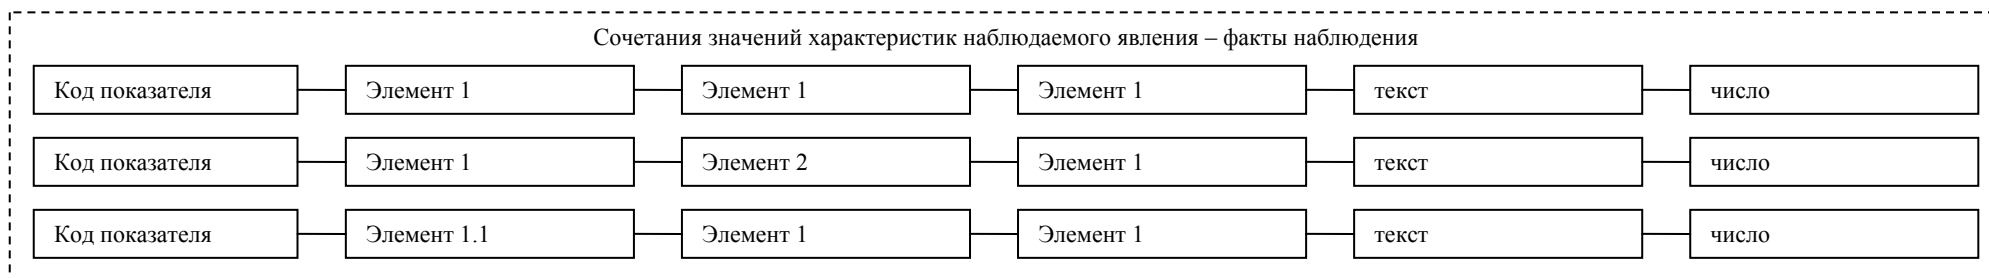 Сочетания значений характеристик наблюдаемого явления – факты наблюдения
Код показателя Элемент 1 Элемент 1 Элемент 1 текст число
Код показателя Элемент 1 Элемент 2 Элемент 1 текст число
Код показателя Элемент 1.1 Элемент 1 Элемент 1 текст число